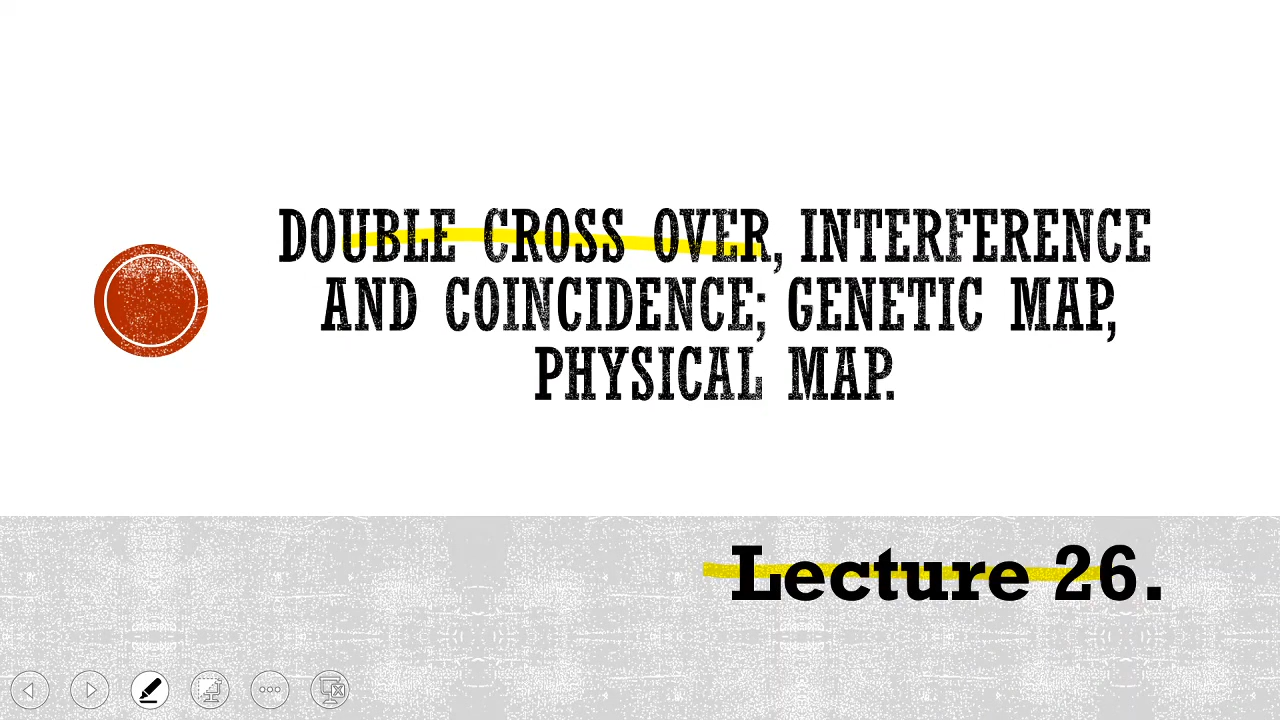 DOUBLE CROSS OVER, INTERFERENCE
AND COINCIDENCE; GENETIC MAP,
PHYSICAL MAP.
Lecture 26.